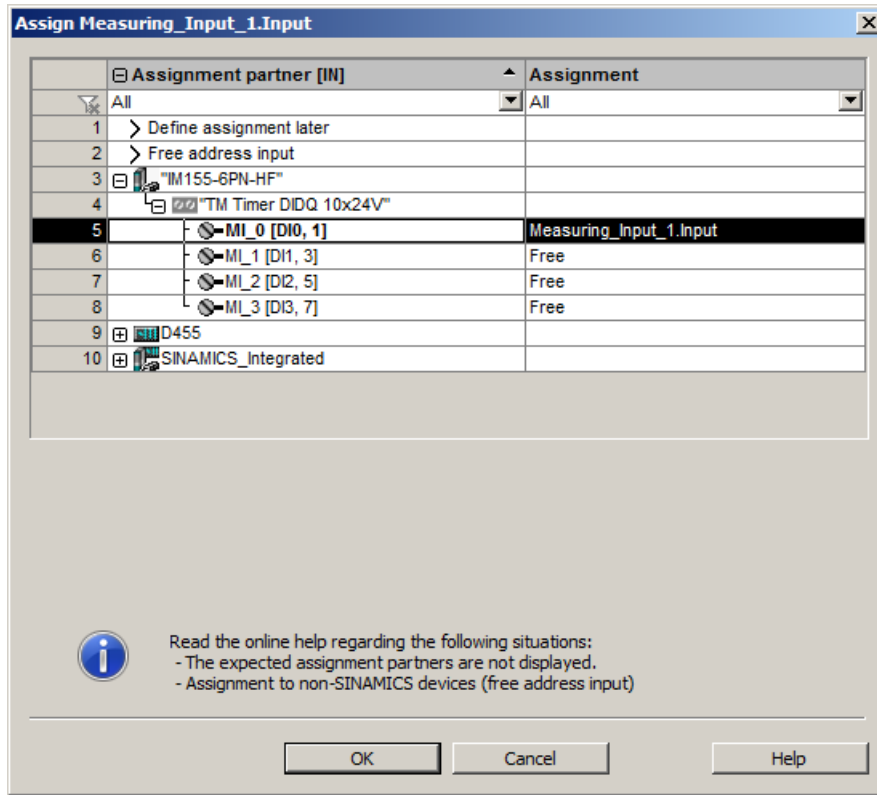 Assign Measuring_Input_1.Input
Assignment partner [IN] Assignment
All All
1 Define assignment later
2 Free address input
3 "IM155-6PN-HF"
4 "TM Timer DIDQ 10x24V"
5 MI_0 [DI0, 1] Measuring_Input_1.Input
6 MI_1 [DI1, 3] Free
7 MI_2 [DI2, 5] Free
8 MI_3 [DI3, 7] Free
9 D455
10 SINAMICS_Integrated
Read the online help regarding the following situations:
- The expected assignment partners are not displayed.
- Assignment to non-SINAMICS devices (free address input)
OK Cancel Help